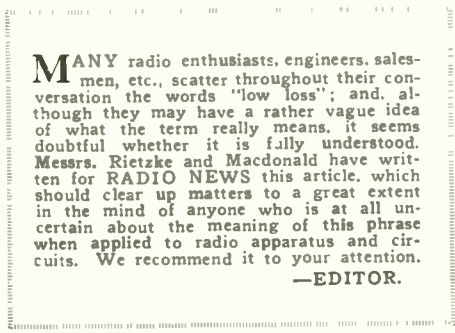 MANY radio enthusiasts, engineers, sales-
men, etc., scatter throughout their con-
versation the words "low loss"; and, al-
though they may have a rather vague idea
of what the term really means, it seems
doubtful whether it is fully understood.
Messrs. Rietzke and Macdonald have writ-
ten for RADIO NEWS this article, which
should clear up matters to a great extent
in the mind of anyone who is at all un-
certain about the meaning of this phrase
when applied to radio apparatus and cir-
cuits. We recommend it to your attention.
—EDITOR.